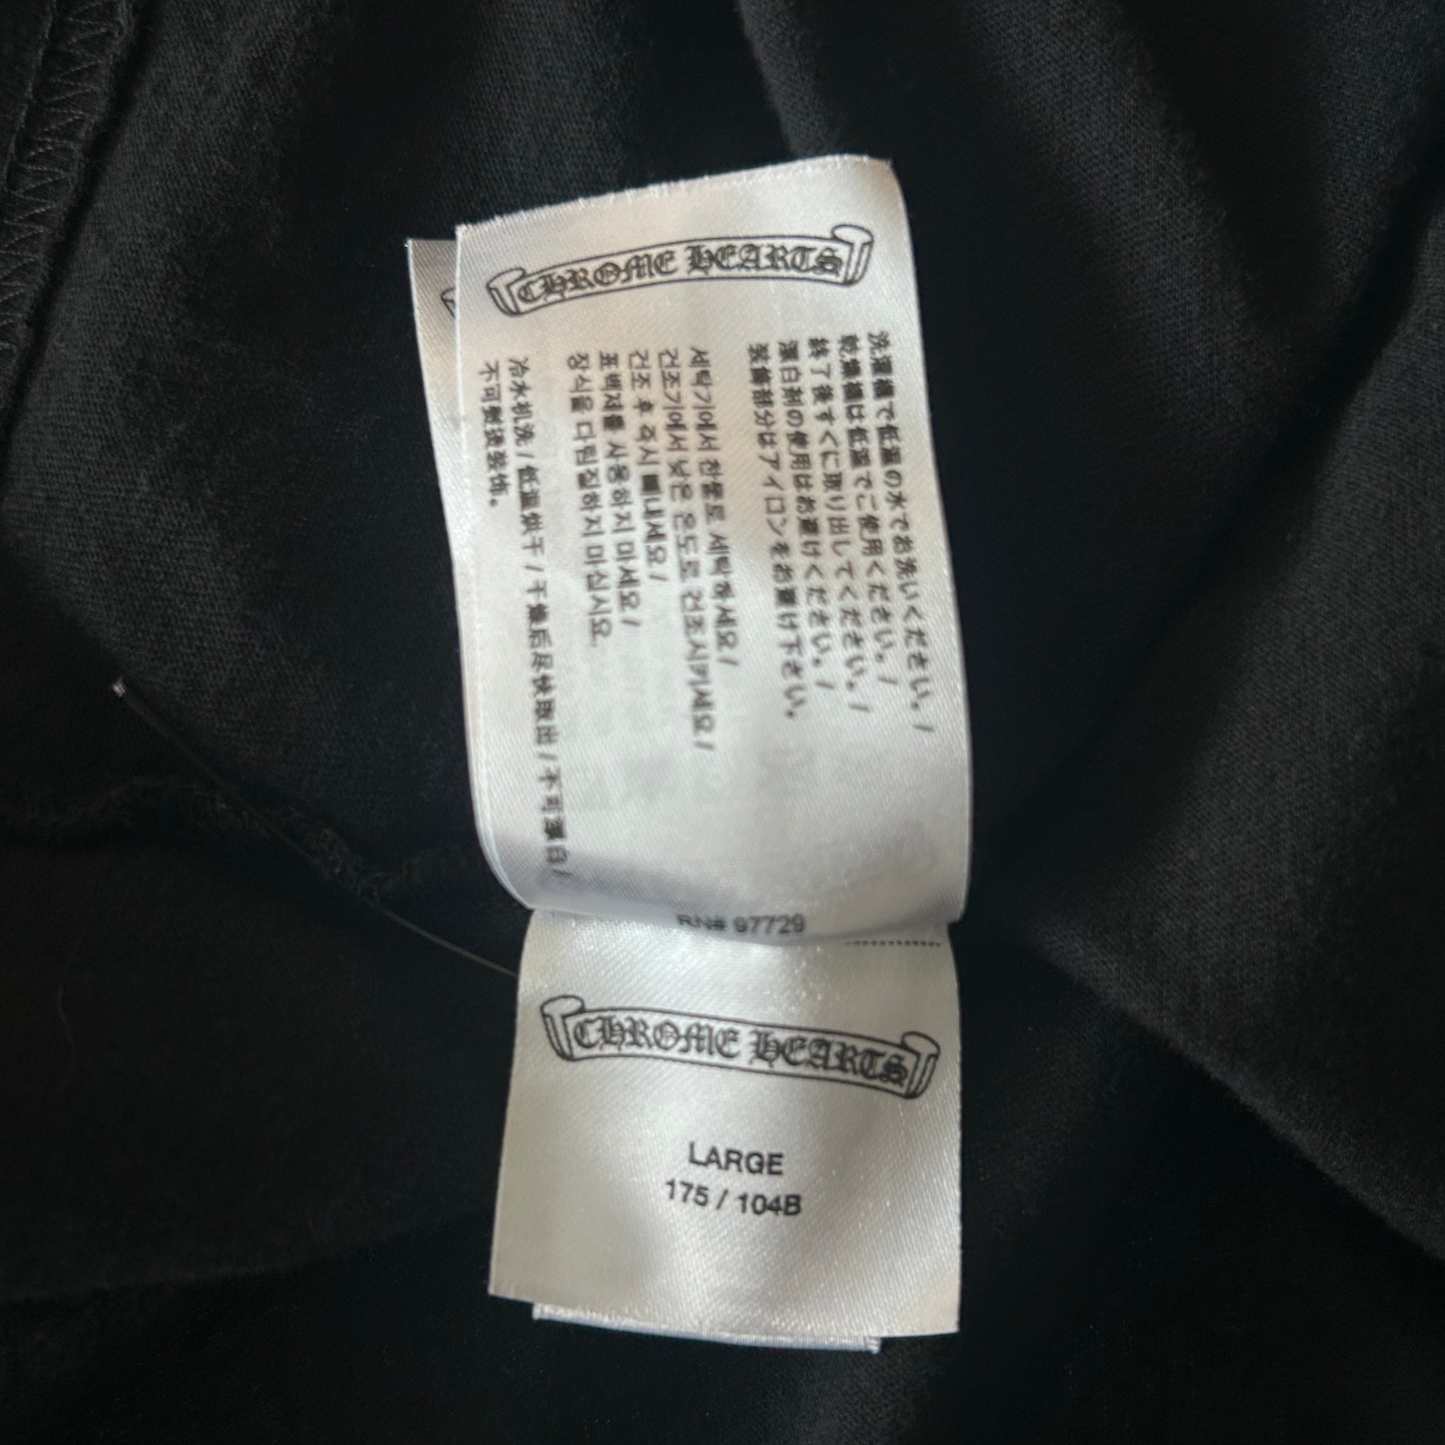 CHROME HEARTS
洗濯機で低温の水でお洗いください。/
乾燥機は低温でご使用ください。/
終了後すぐに取り出してください。/
漂白剤の使用はお避けください。/
装飾部分はアイロンをお避け下さい。
세탁기에서 찬물로 세탁하세요/
건조기에서 낮은 온도로 건조시키세요/
건조 후 즉시 빼내세요/
표백제를 사용하지 마세요/
장식을 다림질하지 마십시오.
冷水机洗/低温烘干/干燥后尽快取出/不可漂白/
不可熨烫装饰。
RN# 97729
CHROME HEARTS
LARGE
175 / 104B